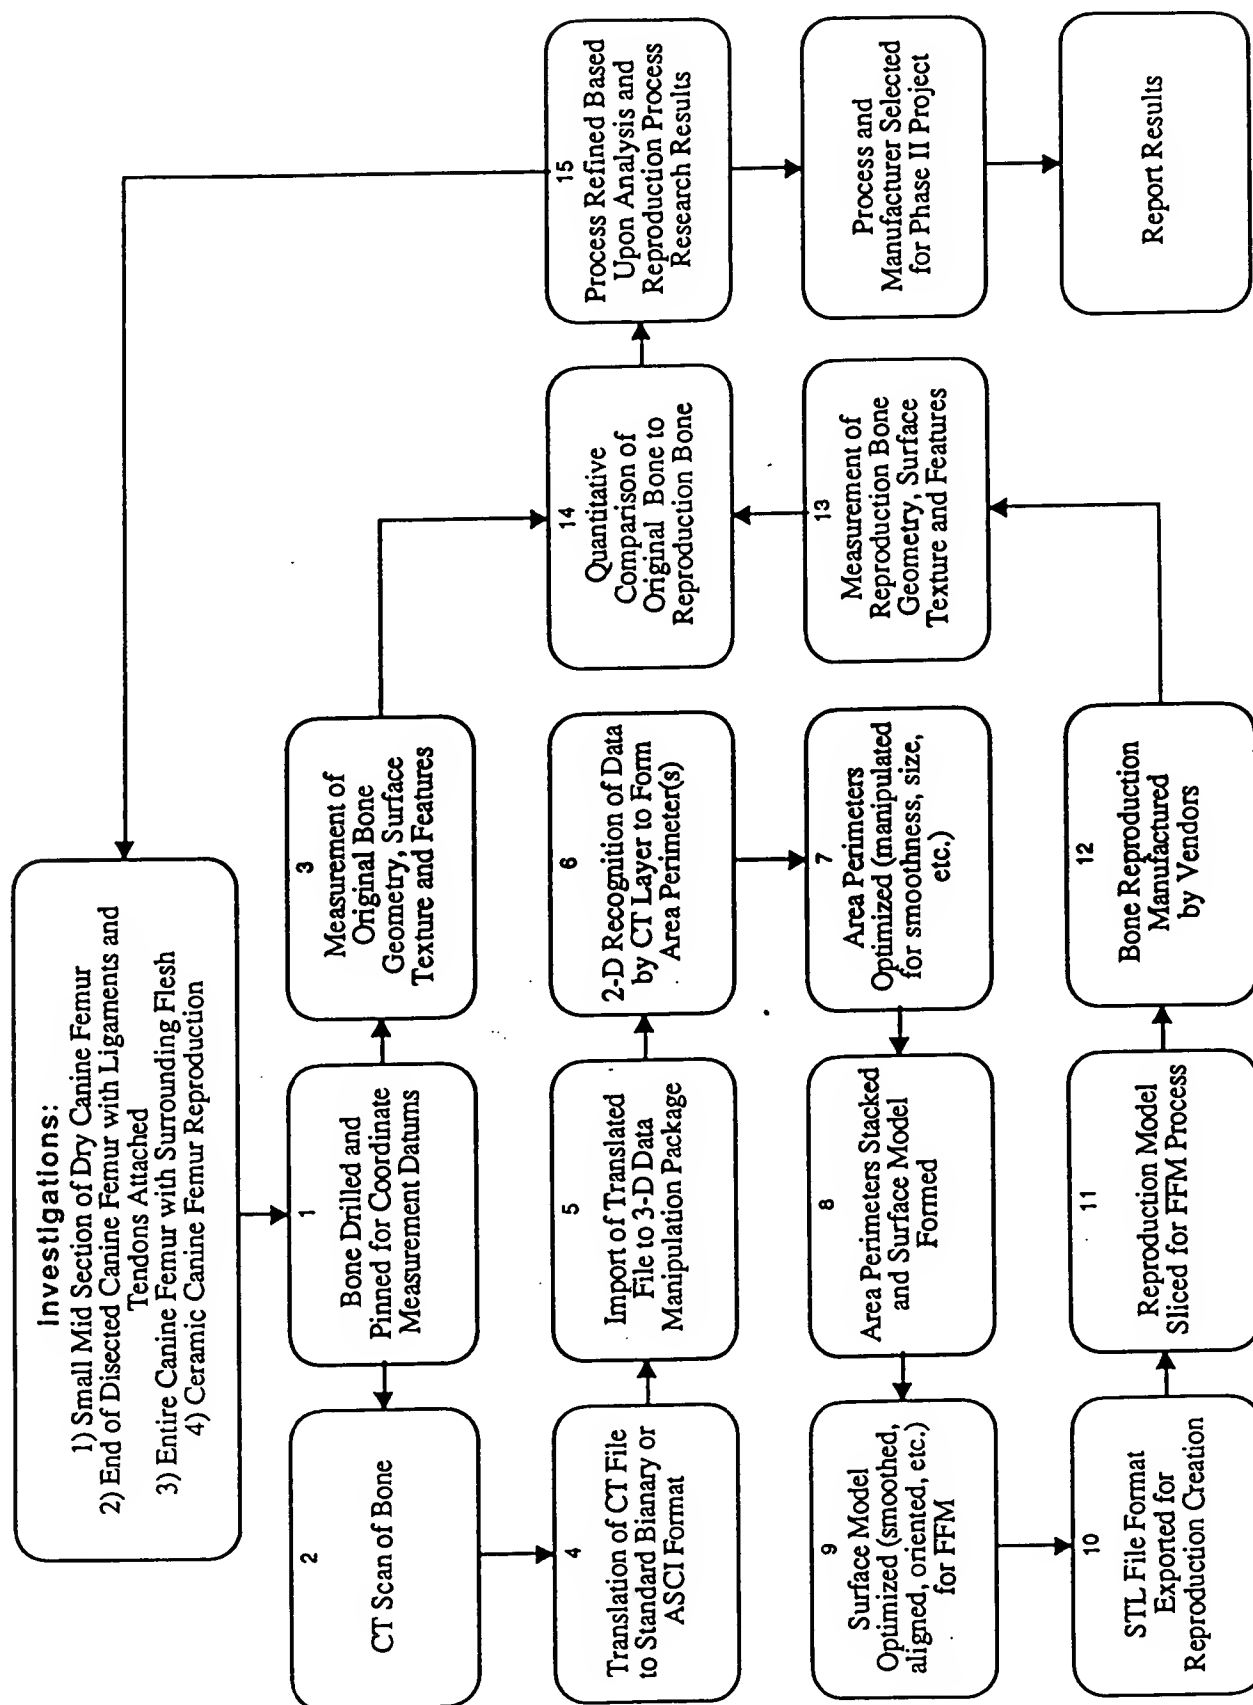 Investigations:
1) Small Mid Section of Dry Canine Femur
2) End of Disected Canine Femur with Ligaments and
Tendons Attached
3) Entire Canine Femur with Surrounding Flesh
4) Ceramic Canine Femur Reproduction
1
Bone Drilled and
Pinned for Coordinate
Measurement Datums
2
CT Scan of Bone
3
Measurement of
Original Bone
Geometry, Surface
Texture and Features
4
Translation of CT File
to Standard Bianary or
ASCI Format
5
Import of Translated
File to 3-D Data
Manipulation Package
6
2-D Recognition of Data
by CT Layer to Form
Area Perimeter(s)
7
Area Perimeters
Optimized (manipulated
for smoothness, size,
etc.)
8
Area Perimeters Stacked
and Surface Model
Formed
9
Surface Model
Optimized (smoothed,
aligned, oriented, etc.)
for FFM
10
STL File Format
Exported for
Reproduction Creation
11
Reproduction Model
Sliced for FFM Process
12
Bone Reproduction
Manufactured
by Vendors
13
Measurement of
Reproduction Bone
Geometry, Surface
Texture and Features
14
Quantitative
Comparison of
Original Bone to
Reproduction Bone
15
Process Refined Based
Upon Analysis and
Reproduction Process
Research Results
Process and
Manufacturer Selected
for Phase II Project
Report Results